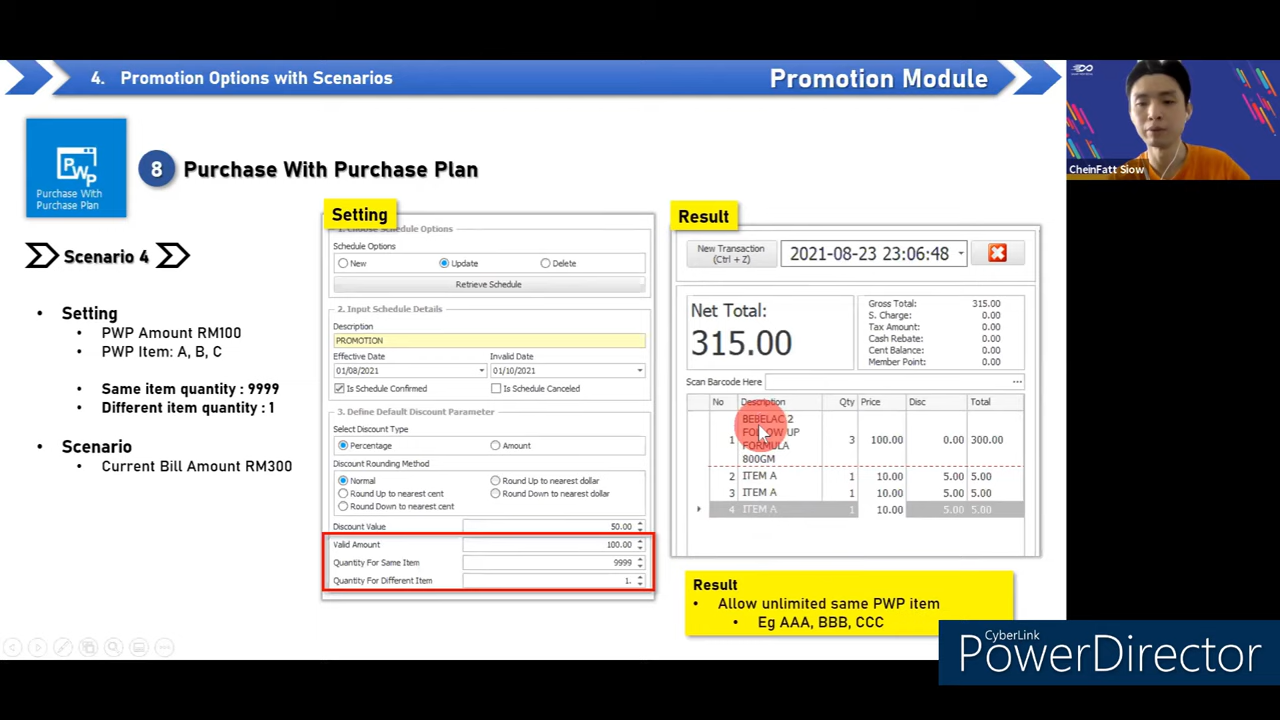 4. Promotion Options with Scenarios
Promotion Module
CheinFatt Siow
PWP
Purchase With
Purchase Plan
8 Purchase With Purchase Plan
Scenario 4
• Setting
• PWP Amount RM100
• PWP Item: A, B, C
Same item quantity : 9999
Different item quantity : 1
• Scenario
• Current Bill Amount RM300
Setting
1. Choose Schedule Options
Schedule Options
New Update Delete
Retrieve Schedule
2. Input Schedule Details
Description
PROMOTION
Effective Date Invalid Date
01/08/2021 01/10/2021
Is Schedule Confirmed Is Schedule Canceled
3. Define Default Discount Parameter
Select Discount Type
Percentage Amount
Discount Rounding Method
Normal Round Up to nearest dollar
Round Up to nearest cent Round Down to nearest dollar
Round Down to nearest cent
Discount Value 50.00
Valid Amount 100.00
Quantity For Same Item 9999
Quantity For Different Item 1.
Result
New Transaction
(Ctrl + Z)
2021-08-23 23:06:48
Net Total:
315.00
Gross Total: 315.00
S. Charge: 0.00
Tax Amount: 0.00
Cash Rebate: 0.00
Cent Balance: 0.00
Member Point: 0.00
Scan Barcode Here ...
No Description Qty Price Disc Total
1 BEBELAC 2 FOLLOW UP FORMULA 800GM 3 100.00 0.00 300.00
2 ITEM A 1 10.00 5.00 5.00
3 ITEM A 1 10.00 5.00 5.00
4 ITEM A 1 10.00 5.00 5.00
Result
• Allow unlimited same PWP item
• Eg AAA, BBB, CCC
CyberLink
PowerDirector